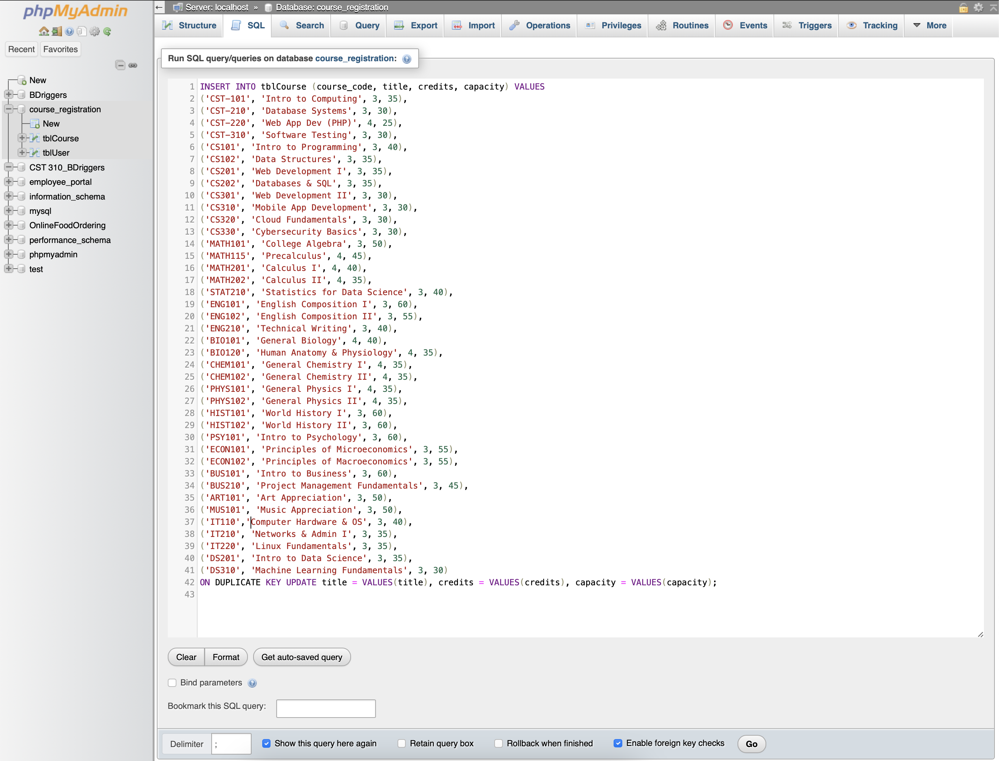 phpMyAdmin
Recent Favorites
New
BDriggers
course_registration
New
tblCourse
tblUser
CST 310_BDriggers
employee_portal
information_schema
mysql
OnlineFoodOrdering
performance_schema
phpmyadmin
test
Server: localhost » Database: course_registration
Structure SQL Search Query Export Import Operations Privileges Routines Events Triggers Tracking More
Run SQL query/queries on database course_registration:
1 INSERT INTO tblCourse (course_code, title, credits, capacity) VALUES
2 ('CST-101', 'Intro to Computing', 3, 35),
3 ('CST-210', 'Database Systems', 3, 30),
4 ('CST-220', 'Web App Dev (PHP)', 4, 25),
5 ('CST-310', 'Software Testing', 3, 30),
6 ('CS101', 'Intro to Programming', 3, 40),
7 ('CS102', 'Data Structures', 3, 35),
8 ('CS201', 'Web Development I', 3, 35),
9 ('CS202', 'Databases & SQL', 3, 35),
10 ('CS301', 'Web Development II', 3, 30),
11 ('CS310', 'Mobile App Development', 3, 30),
12 ('CS320', 'Cloud Fundamentals', 3, 30),
13 ('CS330', 'Cybersecurity Basics', 3, 30),
14 ('MATH101', 'College Algebra', 3, 50),
15 ('MATH115', 'Precalculus', 4, 45),
16 ('MATH201', 'Calculus I', 4, 40),
17 ('MATH202', 'Calculus II', 4, 35),
18 ('STAT210', 'Statistics for Data Science', 3, 40),
19 ('ENG101', 'English Composition I', 3, 60),
20 ('ENG102', 'English Composition II', 3, 55),
21 ('ENG210', 'Technical Writing', 3, 40),
22 ('BIO101', 'General Biology', 4, 40),
23 ('BIO120', 'Human Anatomy & Physiology', 4, 35),
24 ('CHEM101', 'General Chemistry I', 4, 35),
25 ('CHEM102', 'General Chemistry II', 4, 35),
26 ('PHYS101', 'General Physics I', 4, 35),
27 ('PHYS102', 'General Physics II', 4, 35),
28 ('HIST101', 'World History I', 3, 60),
29 ('HIST102', 'World History II', 3, 60),
30 ('PSY101', 'Intro to Psychology', 3, 60),
31 ('ECON101', 'Principles of Microeconomics', 3, 55),
32 ('ECON102', 'Principles of Macroeconomics', 3, 55),
33 ('BUS101', 'Intro to Business', 3, 60),
34 ('BUS210', 'Project Management Fundamentals', 3, 45),
35 ('ART101', 'Art Appreciation', 3, 50),
36 ('MUS101', 'Music Appreciation', 3, 50),
37 ('IT110','Computer Hardware & OS', 3, 40),
38 ('IT210', 'Networks & Admin I', 3, 35),
39 ('IT220', 'Linux Fundamentals', 3, 35),
40 ('DS201', 'Intro to Data Science', 3, 35),
41 ('DS310', 'Machine Learning Fundamentals', 3, 30)
42 ON DUPLICATE KEY UPDATE title = VALUES(title), credits = VALUES(credits), capacity = VALUES(capacity);
43
Clear Format Get auto-saved query
Bind parameters
Bookmark this SQL query:
Delimiter ; Show this query here again Retain query box Rollback when finished Enable foreign key checks Go